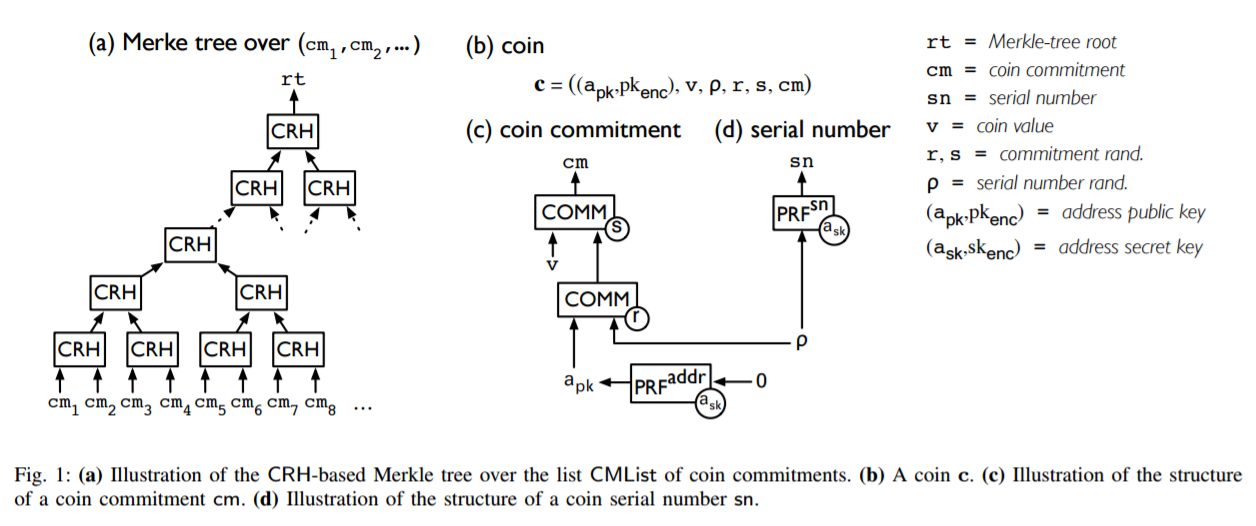 (a) Merke tree over (cm1,cm2,...)
rt
CRH
CRH CRH
CRH
CRH CRH
CRH CRH CRH CRH
cm1 cm2 cm3 cm4 cm5 cm6 cm7 cm8 ...
(b) coin
c = ((apk,pkenc), v, ρ, r, s, cm)
(c) coin commitment (d) serial number
cm sn
COMM s PRFsn ask
v
COMM r
ρ
apk PRFaddr ask 0
rt = Merkle-tree root
cm = coin commitment
sn = serial number
v = coin value
r, s = commitment rand.
ρ = serial number rand.
(apk,pkenc) = address public key
(ask,skenc) = address secret key
Fig. 1: (a) Illustration of the CRH-based Merkle tree over the list CMList of coin commitments. (b) A coin c. (c) Illustration of the structure
of a coin commitment cm. (d) Illustration of the structure of a coin serial number sn.